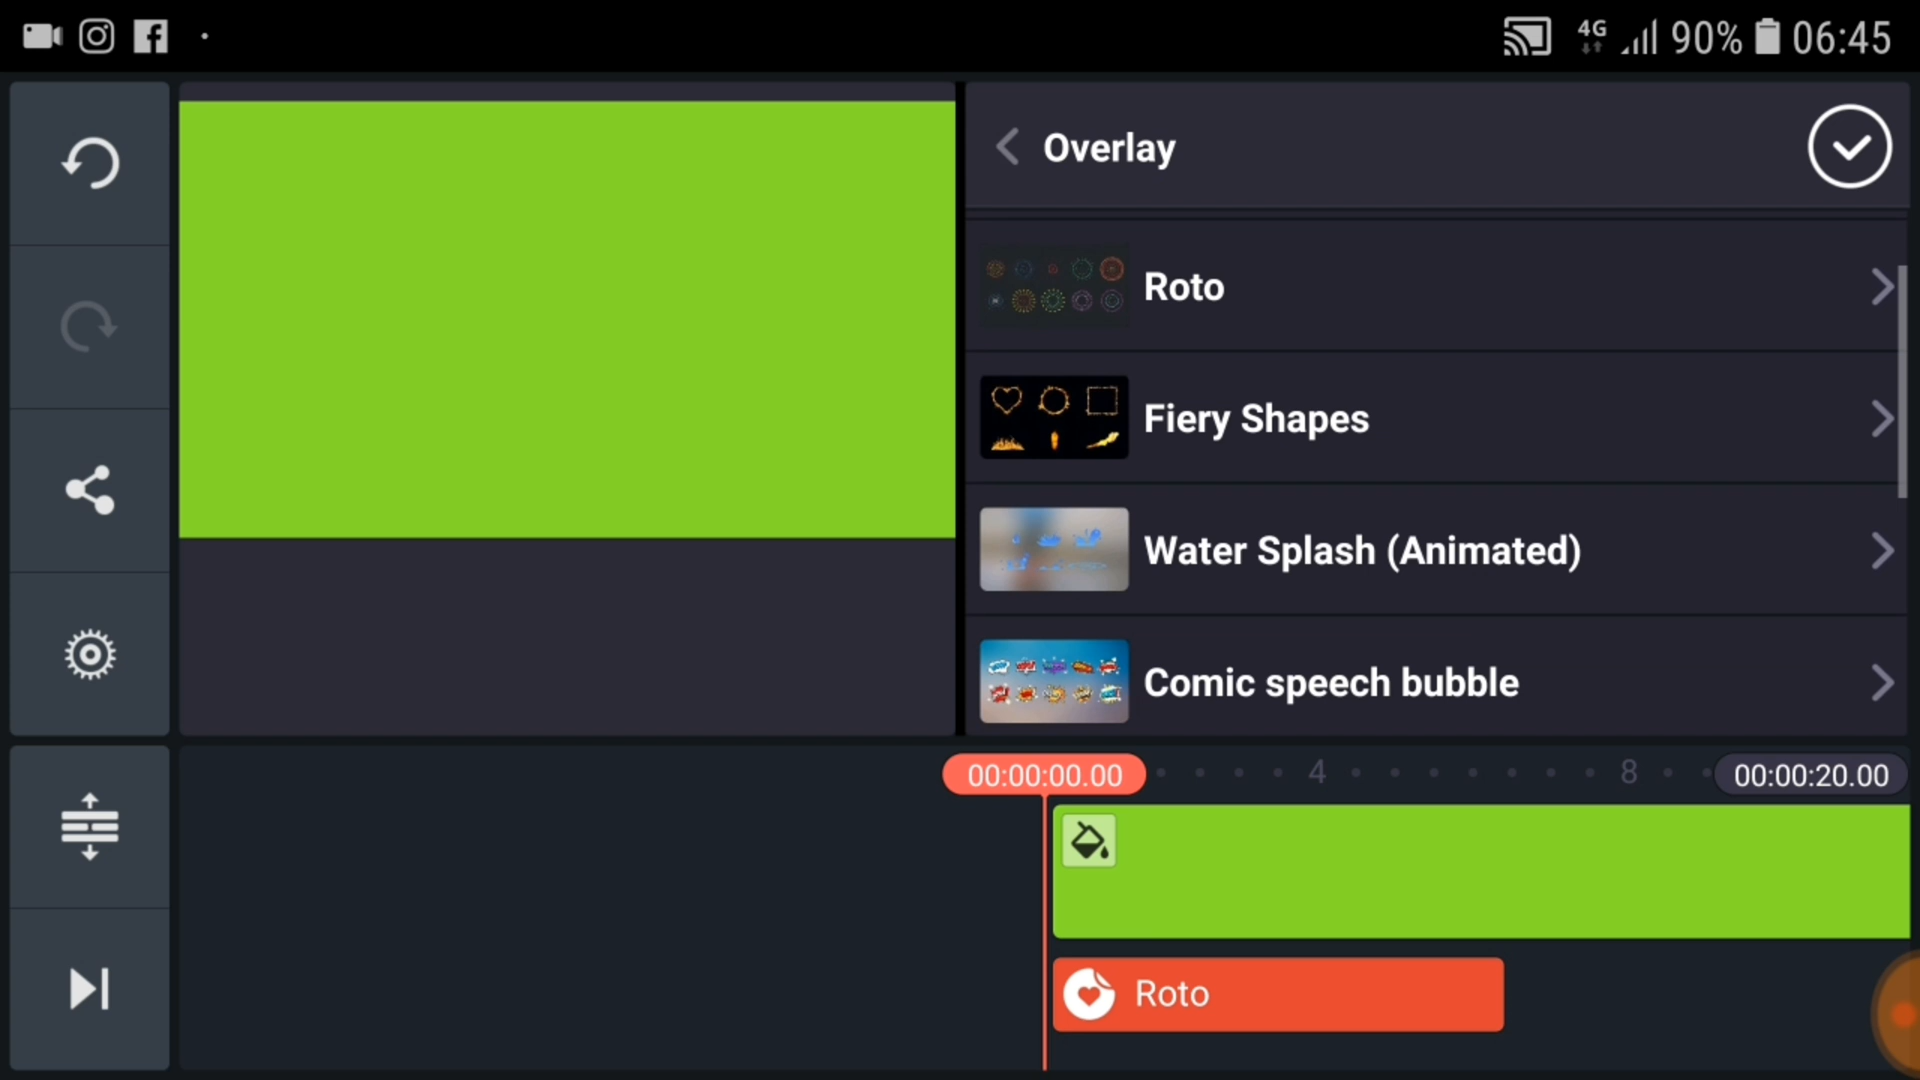 4G 90% 06:45
Overlay
Roto
Fiery Shapes
Water Splash (Animated)
Comic speech bubble
00:00:00.00 4 8 00:00:20.00
Roto